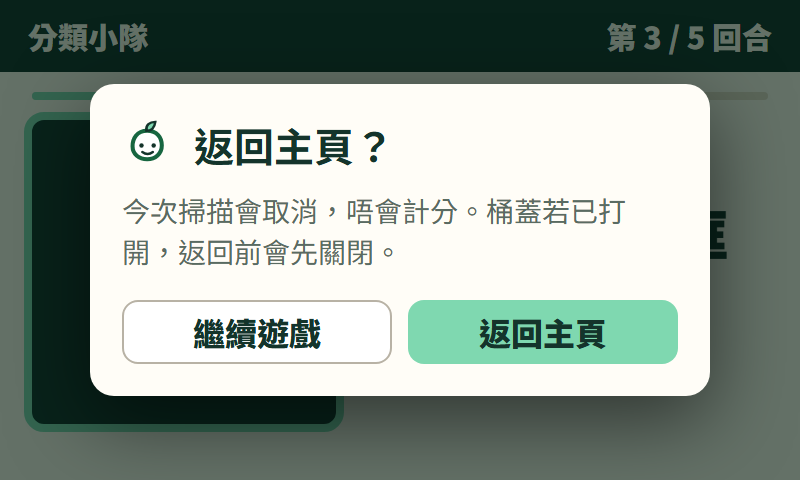 分類小隊
第 3 / 5 回合
返回主頁？
今次掃描會取消，唔會計分。桶蓋若已打
開，返回前會先關閉。
繼續遊戲
返回主頁